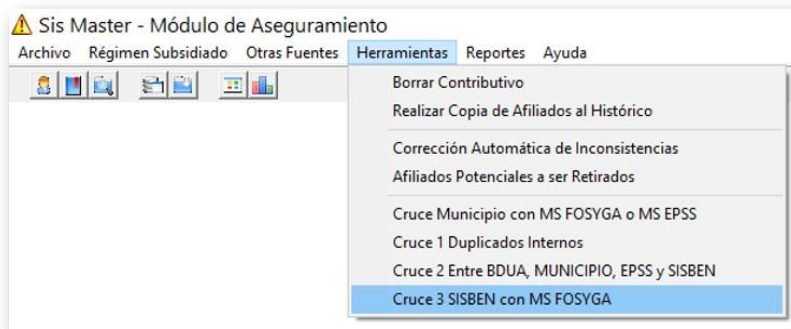 Sis Master - Módulo de Aseguramiento
Archivo Régimen Subsidiado Otras Fuentes Herramientas Reportes Ayuda
Borrar Contributivo
Realizar Copia de Afiliados al Histórico
Corrección Automática de Inconsistencias
Afiliados Potenciales a ser Retirados
Cruce Municipio con MS FOSYGA o MS EPSS
Cruce 1 Duplicados Internos
Cruce 2 Entre BDUA, MUNICIPIO, EPSS y SISBEN
Cruce 3 SISBEN con MS FOSYGA